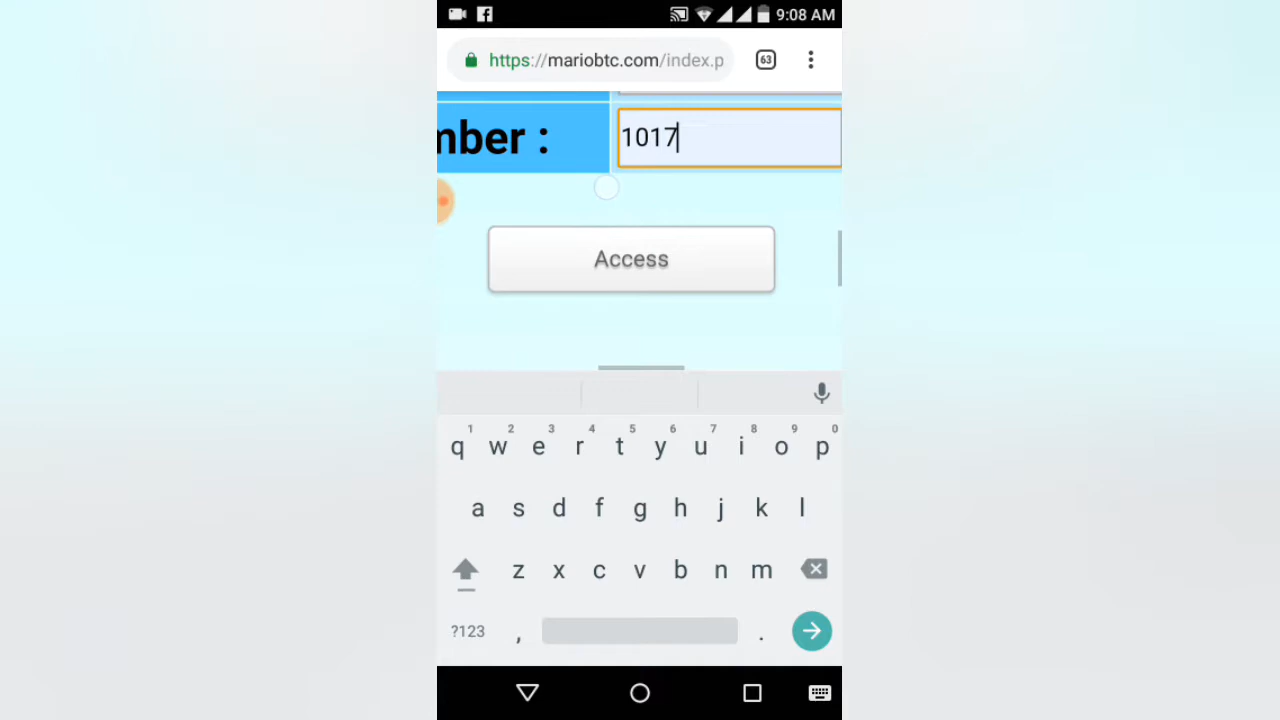 9:08 AM
https://mariobtc.com/index.p
63
mber :
1017
Access
1 2 3 4 5 6 7 8 9 0
q w e r t y u i o p
a s d f g h j k l
z x c v b n m
?123 , .